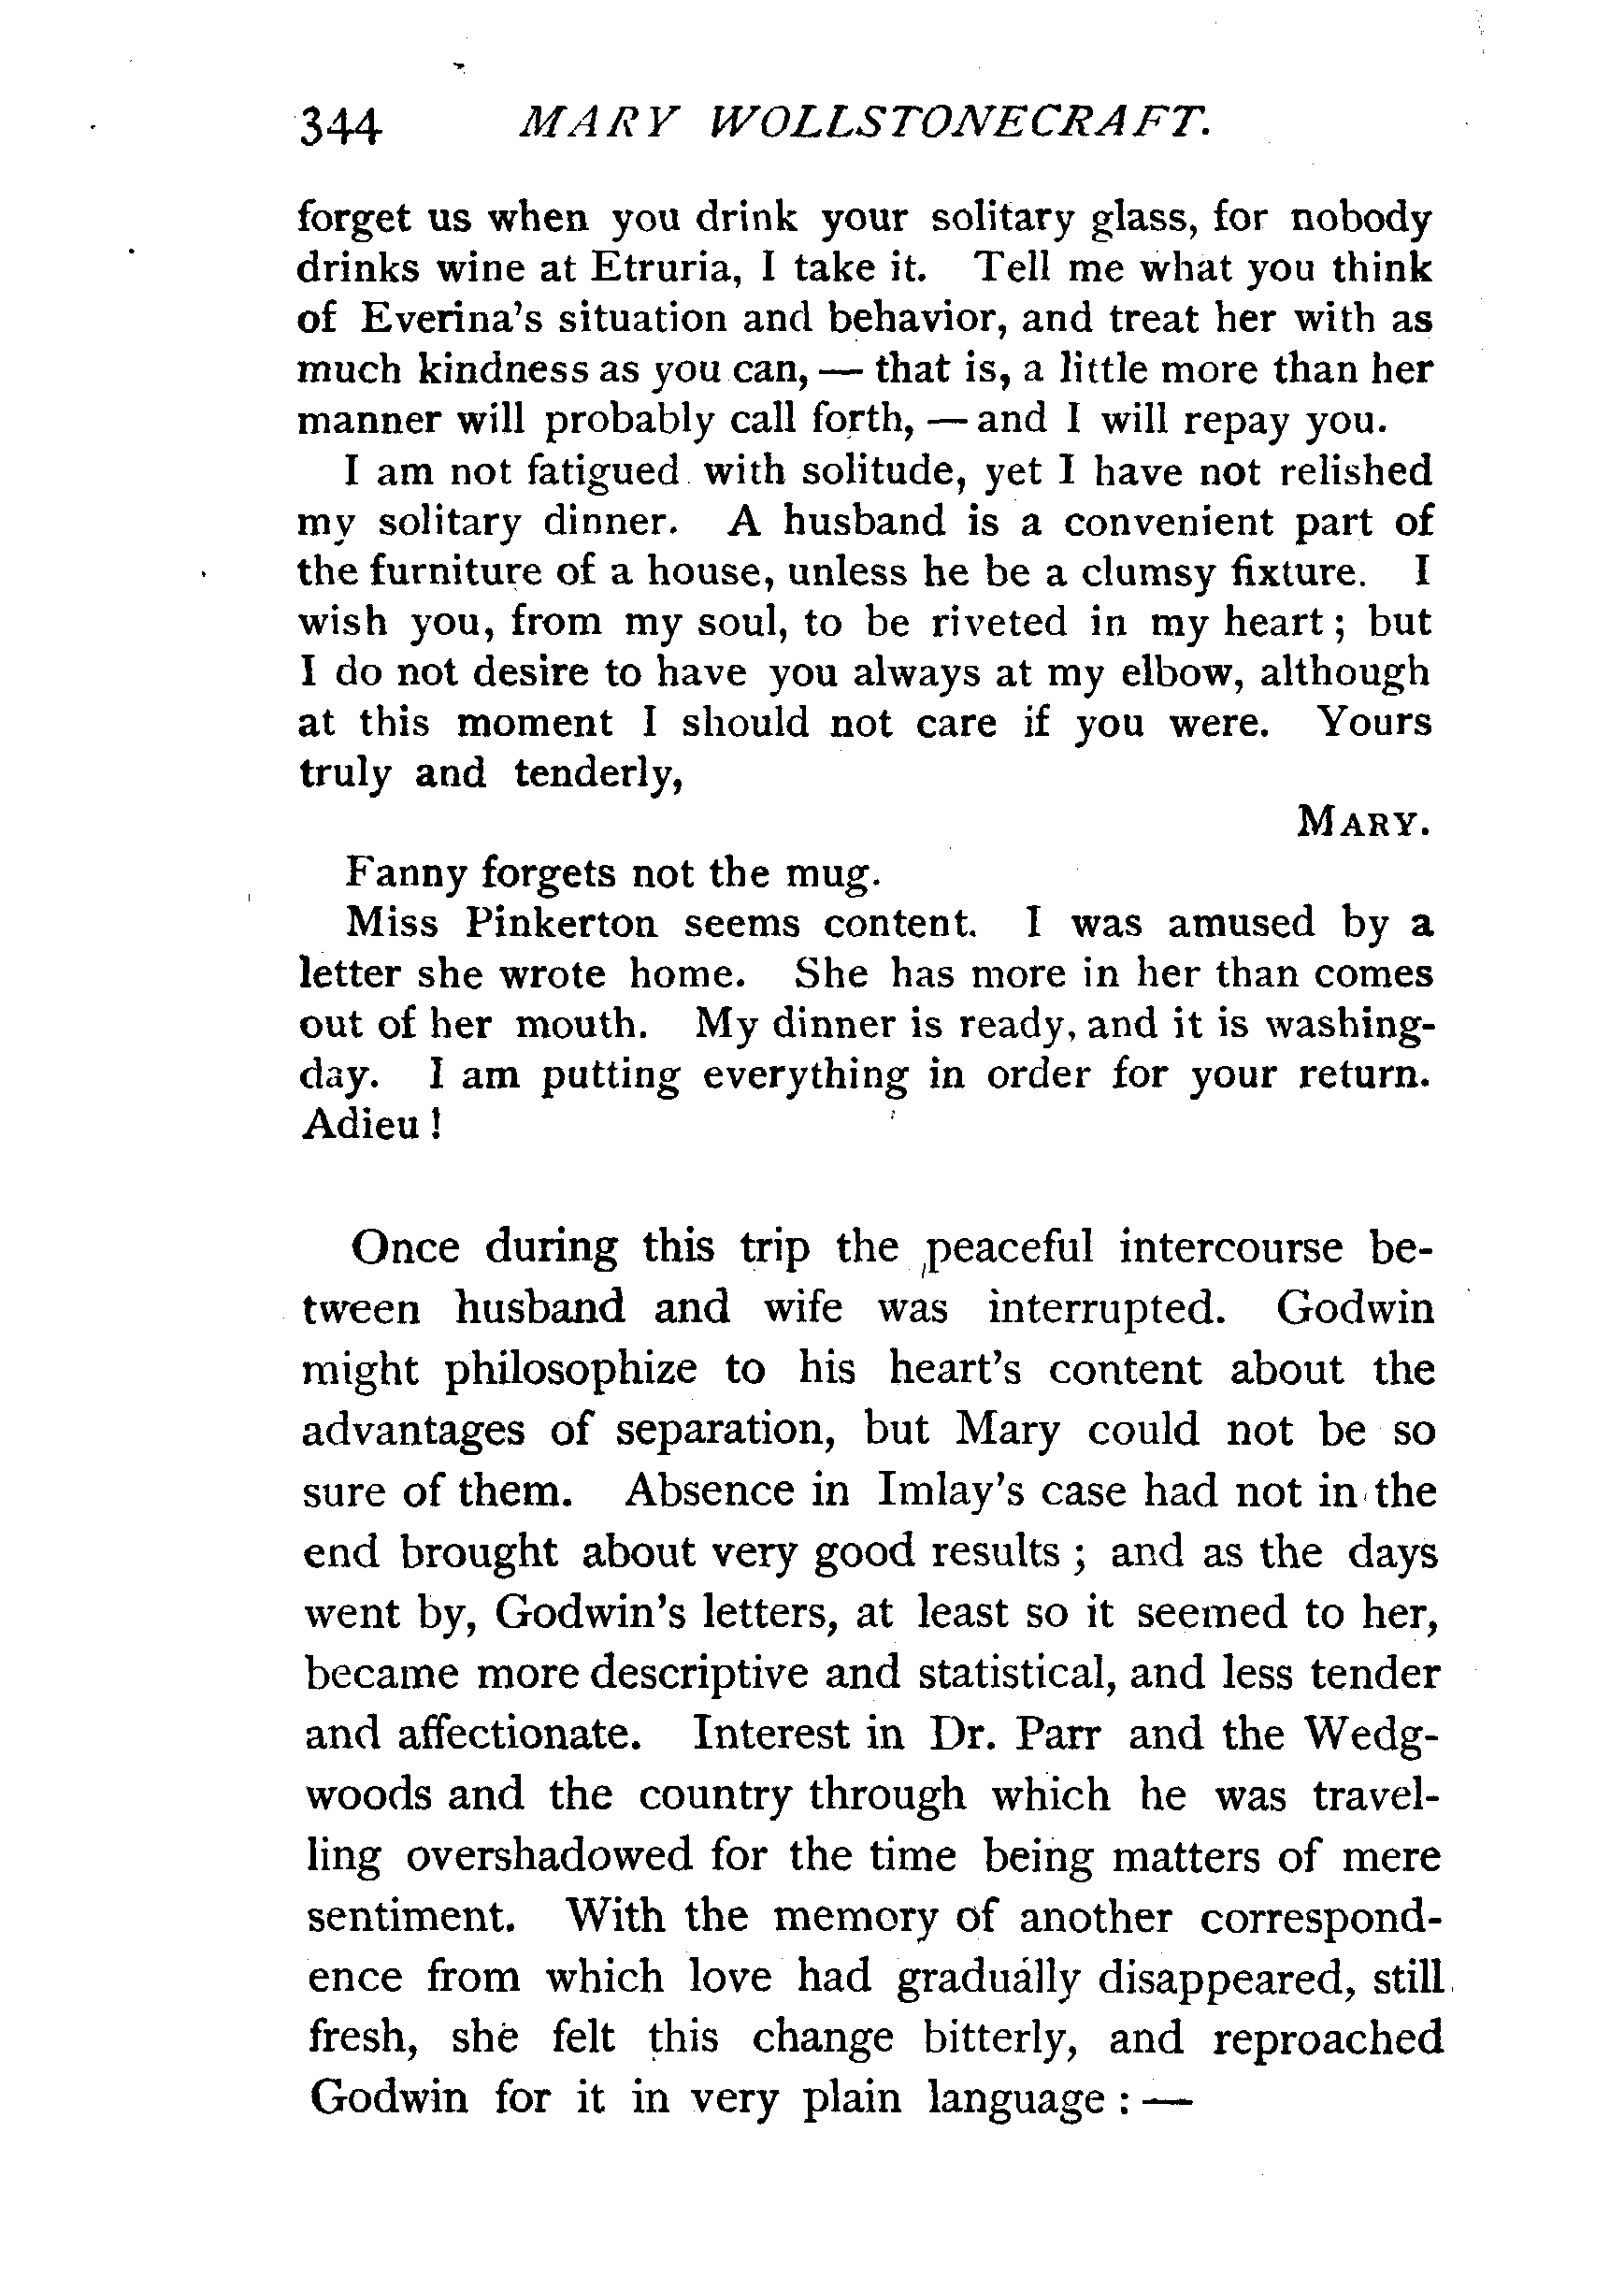 344 MARY WOLLSTONECRAFT.
forget us when you drink your solitary glass, for nobody
drinks wine at Etruria, I take it. Tell me what you think
of Everina's situation and behavior, and treat her with as
much kindness as you can, — that is, a little more than her
manner will probably call forth, — and I will repay you.
I am not fatigued with solitude, yet I have not relished
my solitary dinner. A husband is a convenient part of
the furniture of a house, unless he be a clumsy fixture. I
wish you, from my soul, to be riveted in my heart; but
I do not desire to have you always at my elbow, although
at this moment I should not care if you were. Yours
truly and tenderly,
MARY.
Fanny forgets not the mug.
Miss Pinkerton seems content. I was amused by a
letter she wrote home. She has more in her than comes
out of her mouth. My dinner is ready, and it is washing-
day. I am putting everything in order for your return.
Adieu!
Once during this trip the peaceful intercourse be-
tween husband and wife was interrupted. Godwin
might philosophize to his heart's content about the
advantages of separation, but Mary could not be so
sure of them. Absence in Imlay's case had not in the
end brought about very good results; and as the days
went by, Godwin's letters, at least so it seemed to her,
became more descriptive and statistical, and less tender
and affectionate. Interest in Dr. Parr and the Wedg-
woods and the country through which he was travel-
ling overshadowed for the time being matters of mere
sentiment. With the memory of another correspond-
ence from which love had gradually disappeared, still
fresh, she felt this change bitterly, and reproached
Godwin for it in very plain language: —